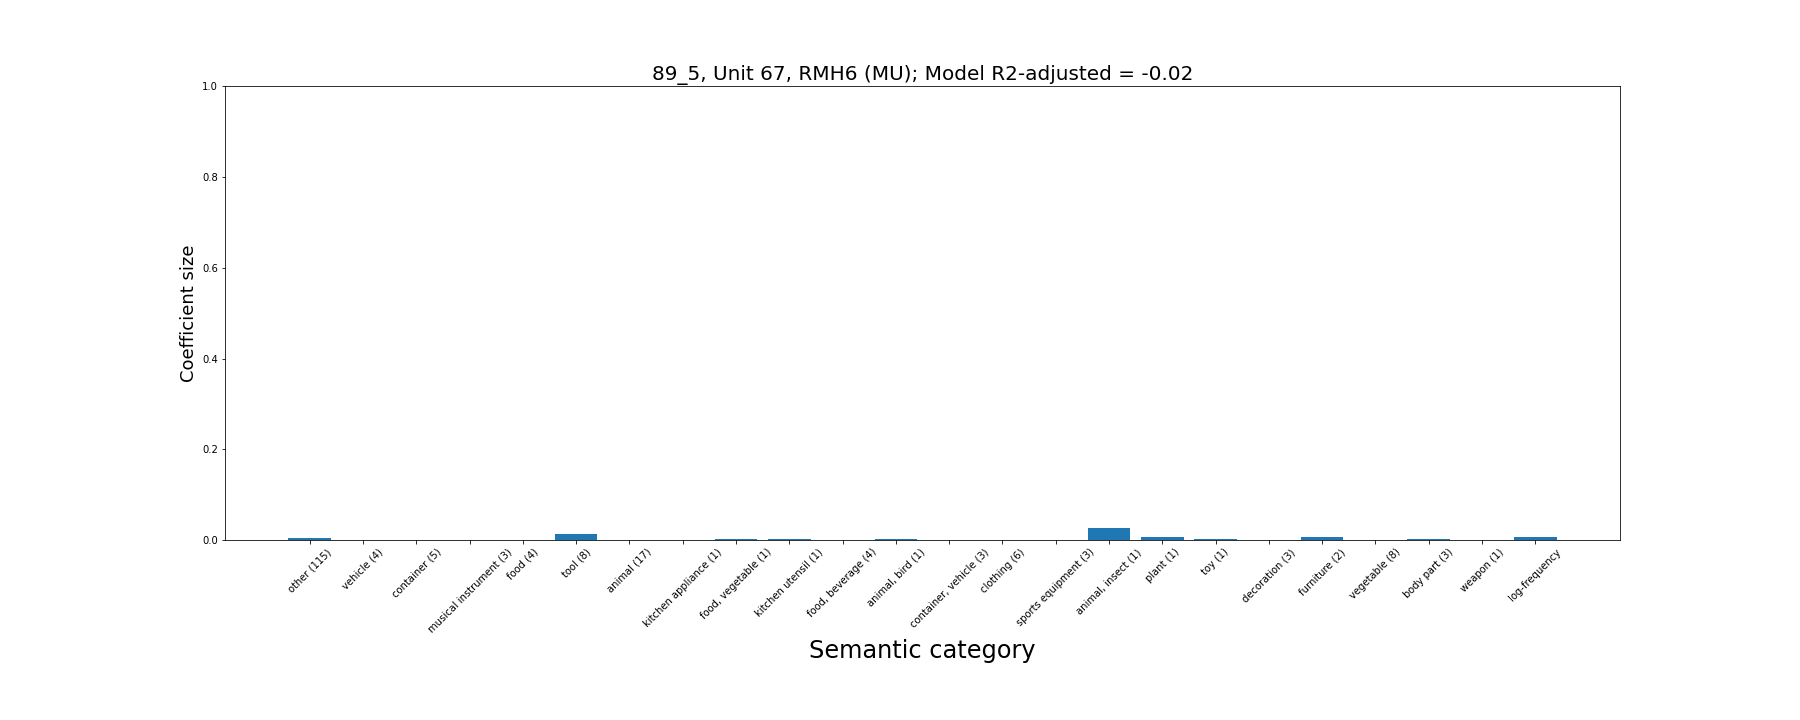 89_5, Unit 67, RMH6 (MU); Model R2-adjusted = -0.02
1.0
0.8
0.6
0.4
0.2
0.0
Coefficient size
other (115)
vehicle (4)
container (5)
musical instrument (3)
food (4)
tool (8)
animal (17)
kitchen appliance (1)
food, vegetable (1)
kitchen utensil (1)
food, beverage (4)
animal, bird (1)
container, vehicle (3)
clothing (6)
sports equipment (3)
animal, insect (1)
plant (1)
toy (1)
decoration (3)
furniture (2)
vegetable (8)
body part (3)
weapon (1)
log-frequency
Semantic category